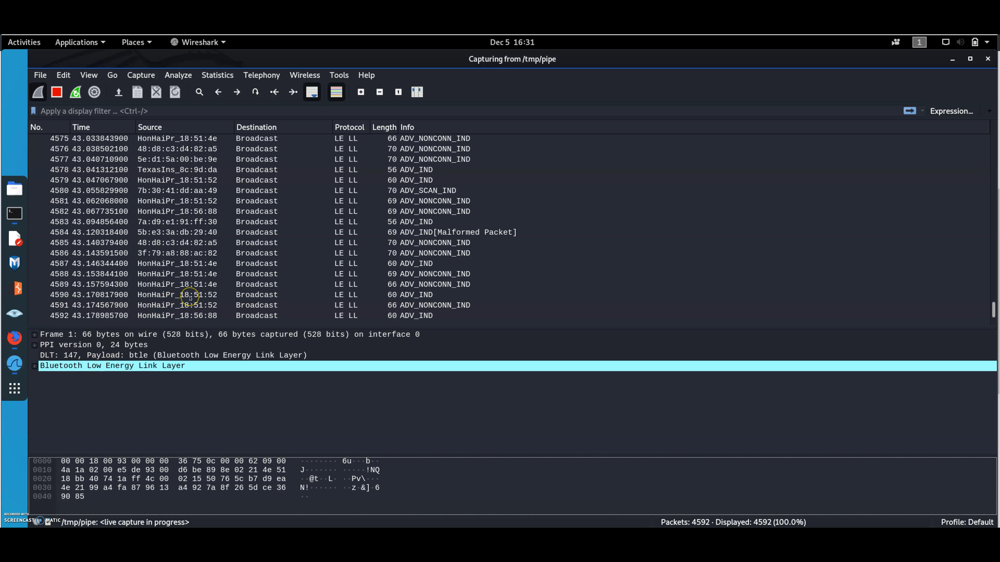 Activities Applications Places Wireshark Dec 5 16:31 1
Capturing from /tmp/pipe
File Edit View Go Capture Analyze Statistics Telephony Wireless Tools Help
Apply a display filter ... <Ctrl-/> Expression... +
No. Time Source Destination Protocol Length Info
4575 43.033843900 HonHaiPr_18:51:4e Broadcast LE LL 66 ADV_NONCONN_IND
4576 43.038502100 48:d8:c3:d4:82:a5 Broadcast LE LL 70 ADV_NONCONN_IND
4577 43.040710900 5e:d1:5a:00:be:9e Broadcast LE LL 70 ADV_NONCONN_IND
4578 43.041312100 TexasIns_8c:9d:da Broadcast LE LL 56 ADV_IND
4579 43.047067900 HonHaiPr_18:51:52 Broadcast LE LL 60 ADV_IND
4580 43.055829900 7b:30:41:dd:aa:49 Broadcast LE LL 70 ADV_SCAN_IND
4581 43.062068000 HonHaiPr_18:51:52 Broadcast LE LL 69 ADV_NONCONN_IND
4582 43.067735100 HonHaiPr_18:56:88 Broadcast LE LL 69 ADV_NONCONN_IND
4583 43.094856400 7a:d9:e1:91:ff:30 Broadcast LE LL 56 ADV_IND
4584 43.120318400 5b:e3:3a:db:29:40 Broadcast LE LL 69 ADV_IND[Malformed Packet]
4585 43.140379400 48:d8:c3:d4:82:a5 Broadcast LE LL 70 ADV_NONCONN_IND
4586 43.143591500 3f:79:a8:88:ac:82 Broadcast LE LL 70 ADV_NONCONN_IND
4587 43.146344400 HonHaiPr_18:51:4e Broadcast LE LL 60 ADV_IND
4588 43.153844100 HonHaiPr_18:51:4e Broadcast LE LL 69 ADV_NONCONN_IND
4589 43.157594300 HonHaiPr_18:51:4e Broadcast LE LL 66 ADV_NONCONN_IND
4590 43.170817900 HonHaiPr_18:51:52 Broadcast LE LL 60 ADV_IND
4591 43.174567900 HonHaiPr_18:51:52 Broadcast LE LL 66 ADV_NONCONN_IND
4592 43.178985700 HonHaiPr_18:56:88 Broadcast LE LL 60 ADV_IND
Frame 1: 66 bytes on wire (528 bits), 66 bytes captured (528 bits) on interface 0
PPI version 0, 24 bytes
DLT: 147, Payload: btle (Bluetooth Low Energy Link Layer)
Bluetooth Low Energy Link Layer
0000 00 00 18 00 93 00 00 00 36 75 0c 00 00 62 09 00 ········ 6u···b··
0010 4a 1a 02 00 e5 de 93 00 d6 be 89 8e 02 21 4e 51 J······· ·····!NQ
0020 18 bb 40 74 1a ff 4c 00 02 15 50 76 5c b7 d9 ea ··@t··L· ··Pv\···
0030 4e 21 99 a4 fa 87 96 13 a4 92 7a 8f 26 5d ce 36 N!······ ··z·&]·6
0040 90 85 ··
RECORDED WITH
SCREENCAST MATIC /tmp/pipe: <live capture in progress> Packets: 4592 · Displayed: 4592 (100.0%) Profile: Default